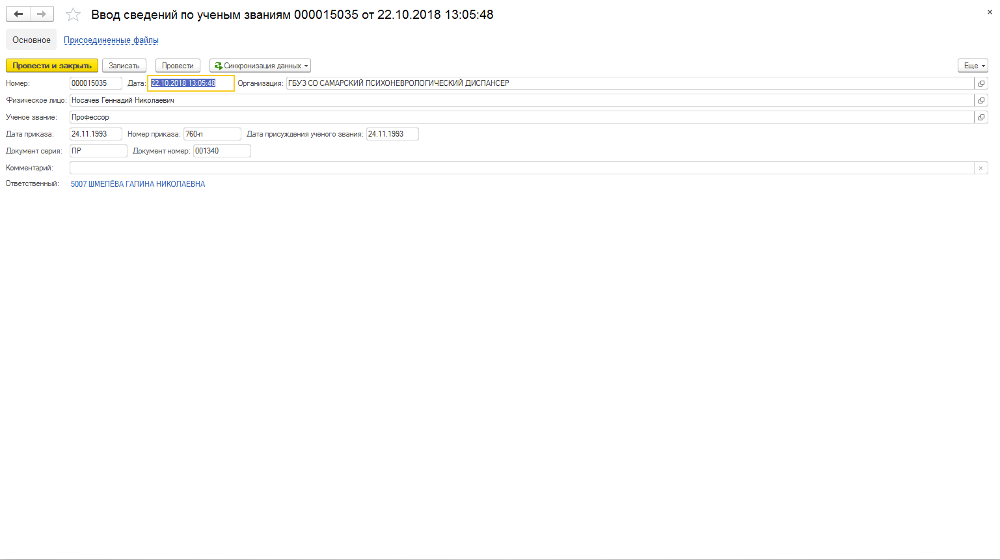 Ввод сведений по ученым званиям 000015035 от 22.10.2018 13:05:48
Основное Присоединенные файлы
Провести и закрыть Записать Провести Синхронизация данных Еще
Номер: 000015035 Дата: 22.10.2018 13:05:48 Организация: ГБУЗ СО САМАРСКИЙ ПСИХОНЕВРОЛОГИЧЕСКИЙ ДИСПАНСЕР
Физическое лицо: Носачев Геннадий Николаевич
Ученое звание: Профессор
Дата приказа: 24.11.1993 Номер приказа: 760-п Дата присуждения ученого звания: 24.11.1993
Документ серия: ПР Документ номер: 001340
Комментарий:
Ответственный: 5007 ШМЕЛЁВА ГАЛИНА НИКОЛАЕВНА